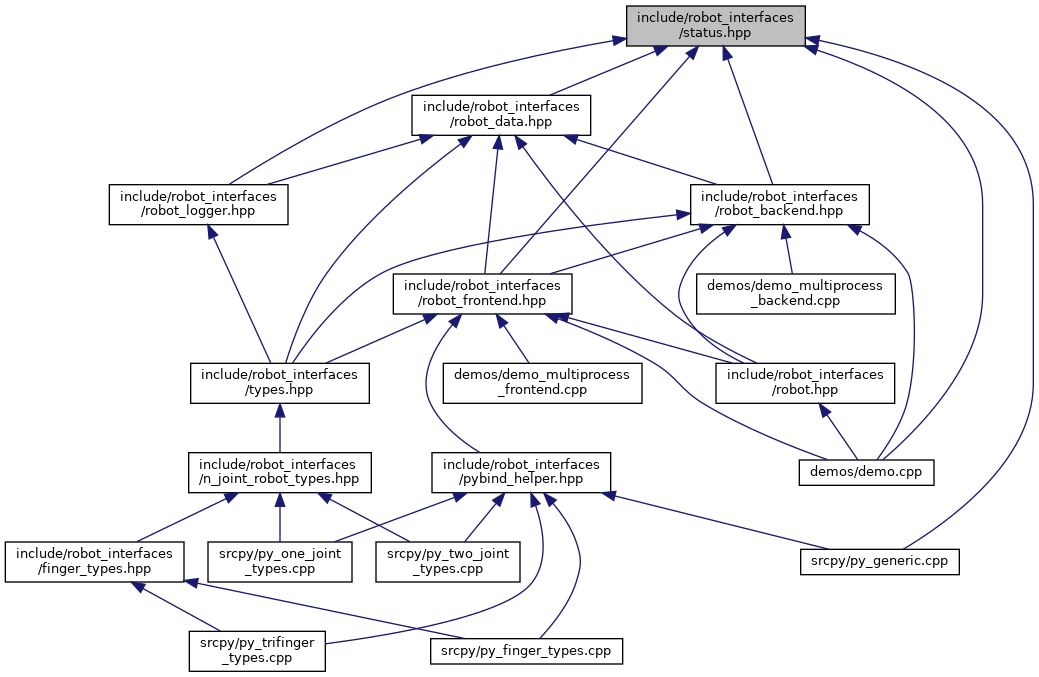 include/robot_interfaces
/status.hpp
include/robot_interfaces
/robot_data.hpp
include/robot_interfaces
/robot_logger.hpp
include/robot_interfaces
/robot_backend.hpp
include/robot_interfaces
/robot_frontend.hpp
demos/demo_multiprocess
_backend.cpp
include/robot_interfaces
/types.hpp
demos/demo_multiprocess
_frontend.cpp
include/robot_interfaces
/robot.hpp
include/robot_interfaces
/n_joint_robot_types.hpp
include/robot_interfaces
/pybind_helper.hpp
demos/demo.cpp
include/robot_interfaces
/finger_types.hpp
srcpy/py_one_joint
_types.cpp
srcpy/py_two_joint
_types.cpp
srcpy/py_generic.cpp
srcpy/py_trifinger
_types.cpp
srcpy/py_finger_types.cpp